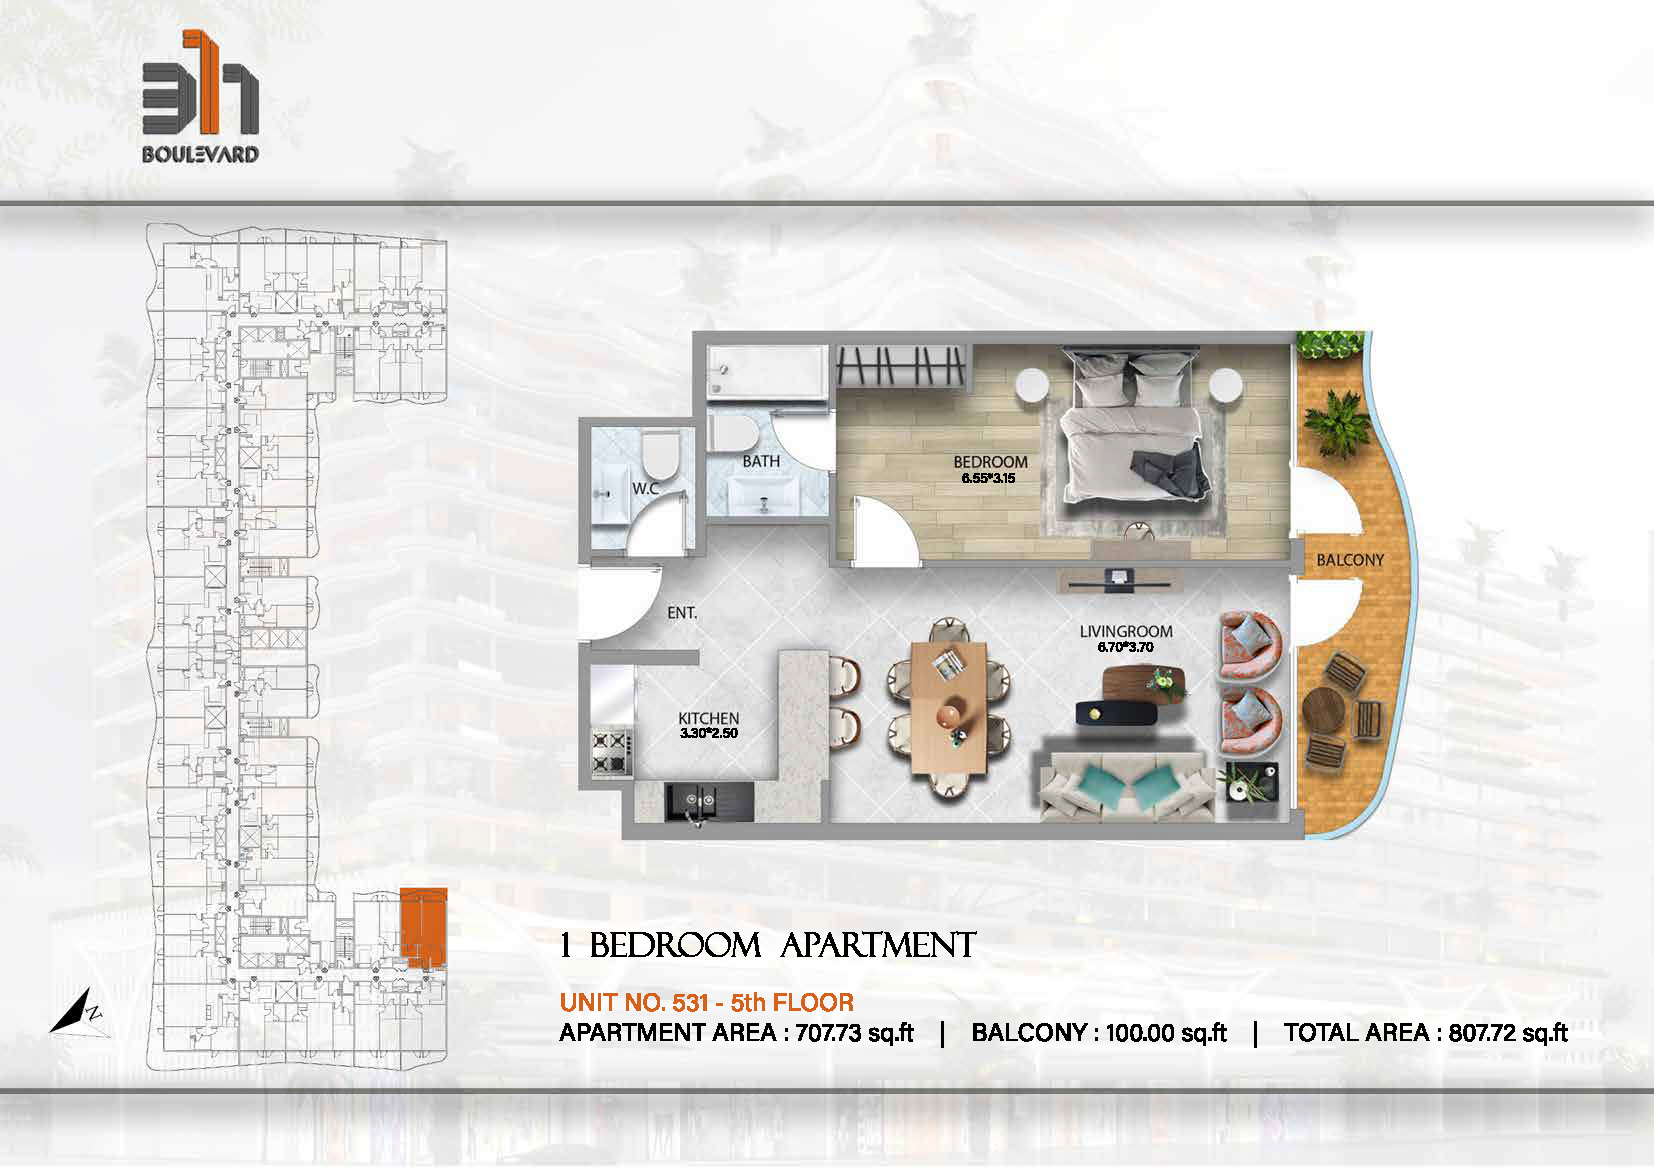 311
BOULEVARD
BATH
W.C
BEDROOM
6.55*3.15
BALCONY
ENT.
LIVINGROOM
6.70*3.70
KITCHEN
3.30*2.50
1 BEDROOM APARTMENT
UNIT NO. 531 - 5th FLOOR
APARTMENT AREA : 707.73 sq.ft | BALCONY : 100.00 sq.ft | TOTAL AREA : 807.72 sq.ft
N